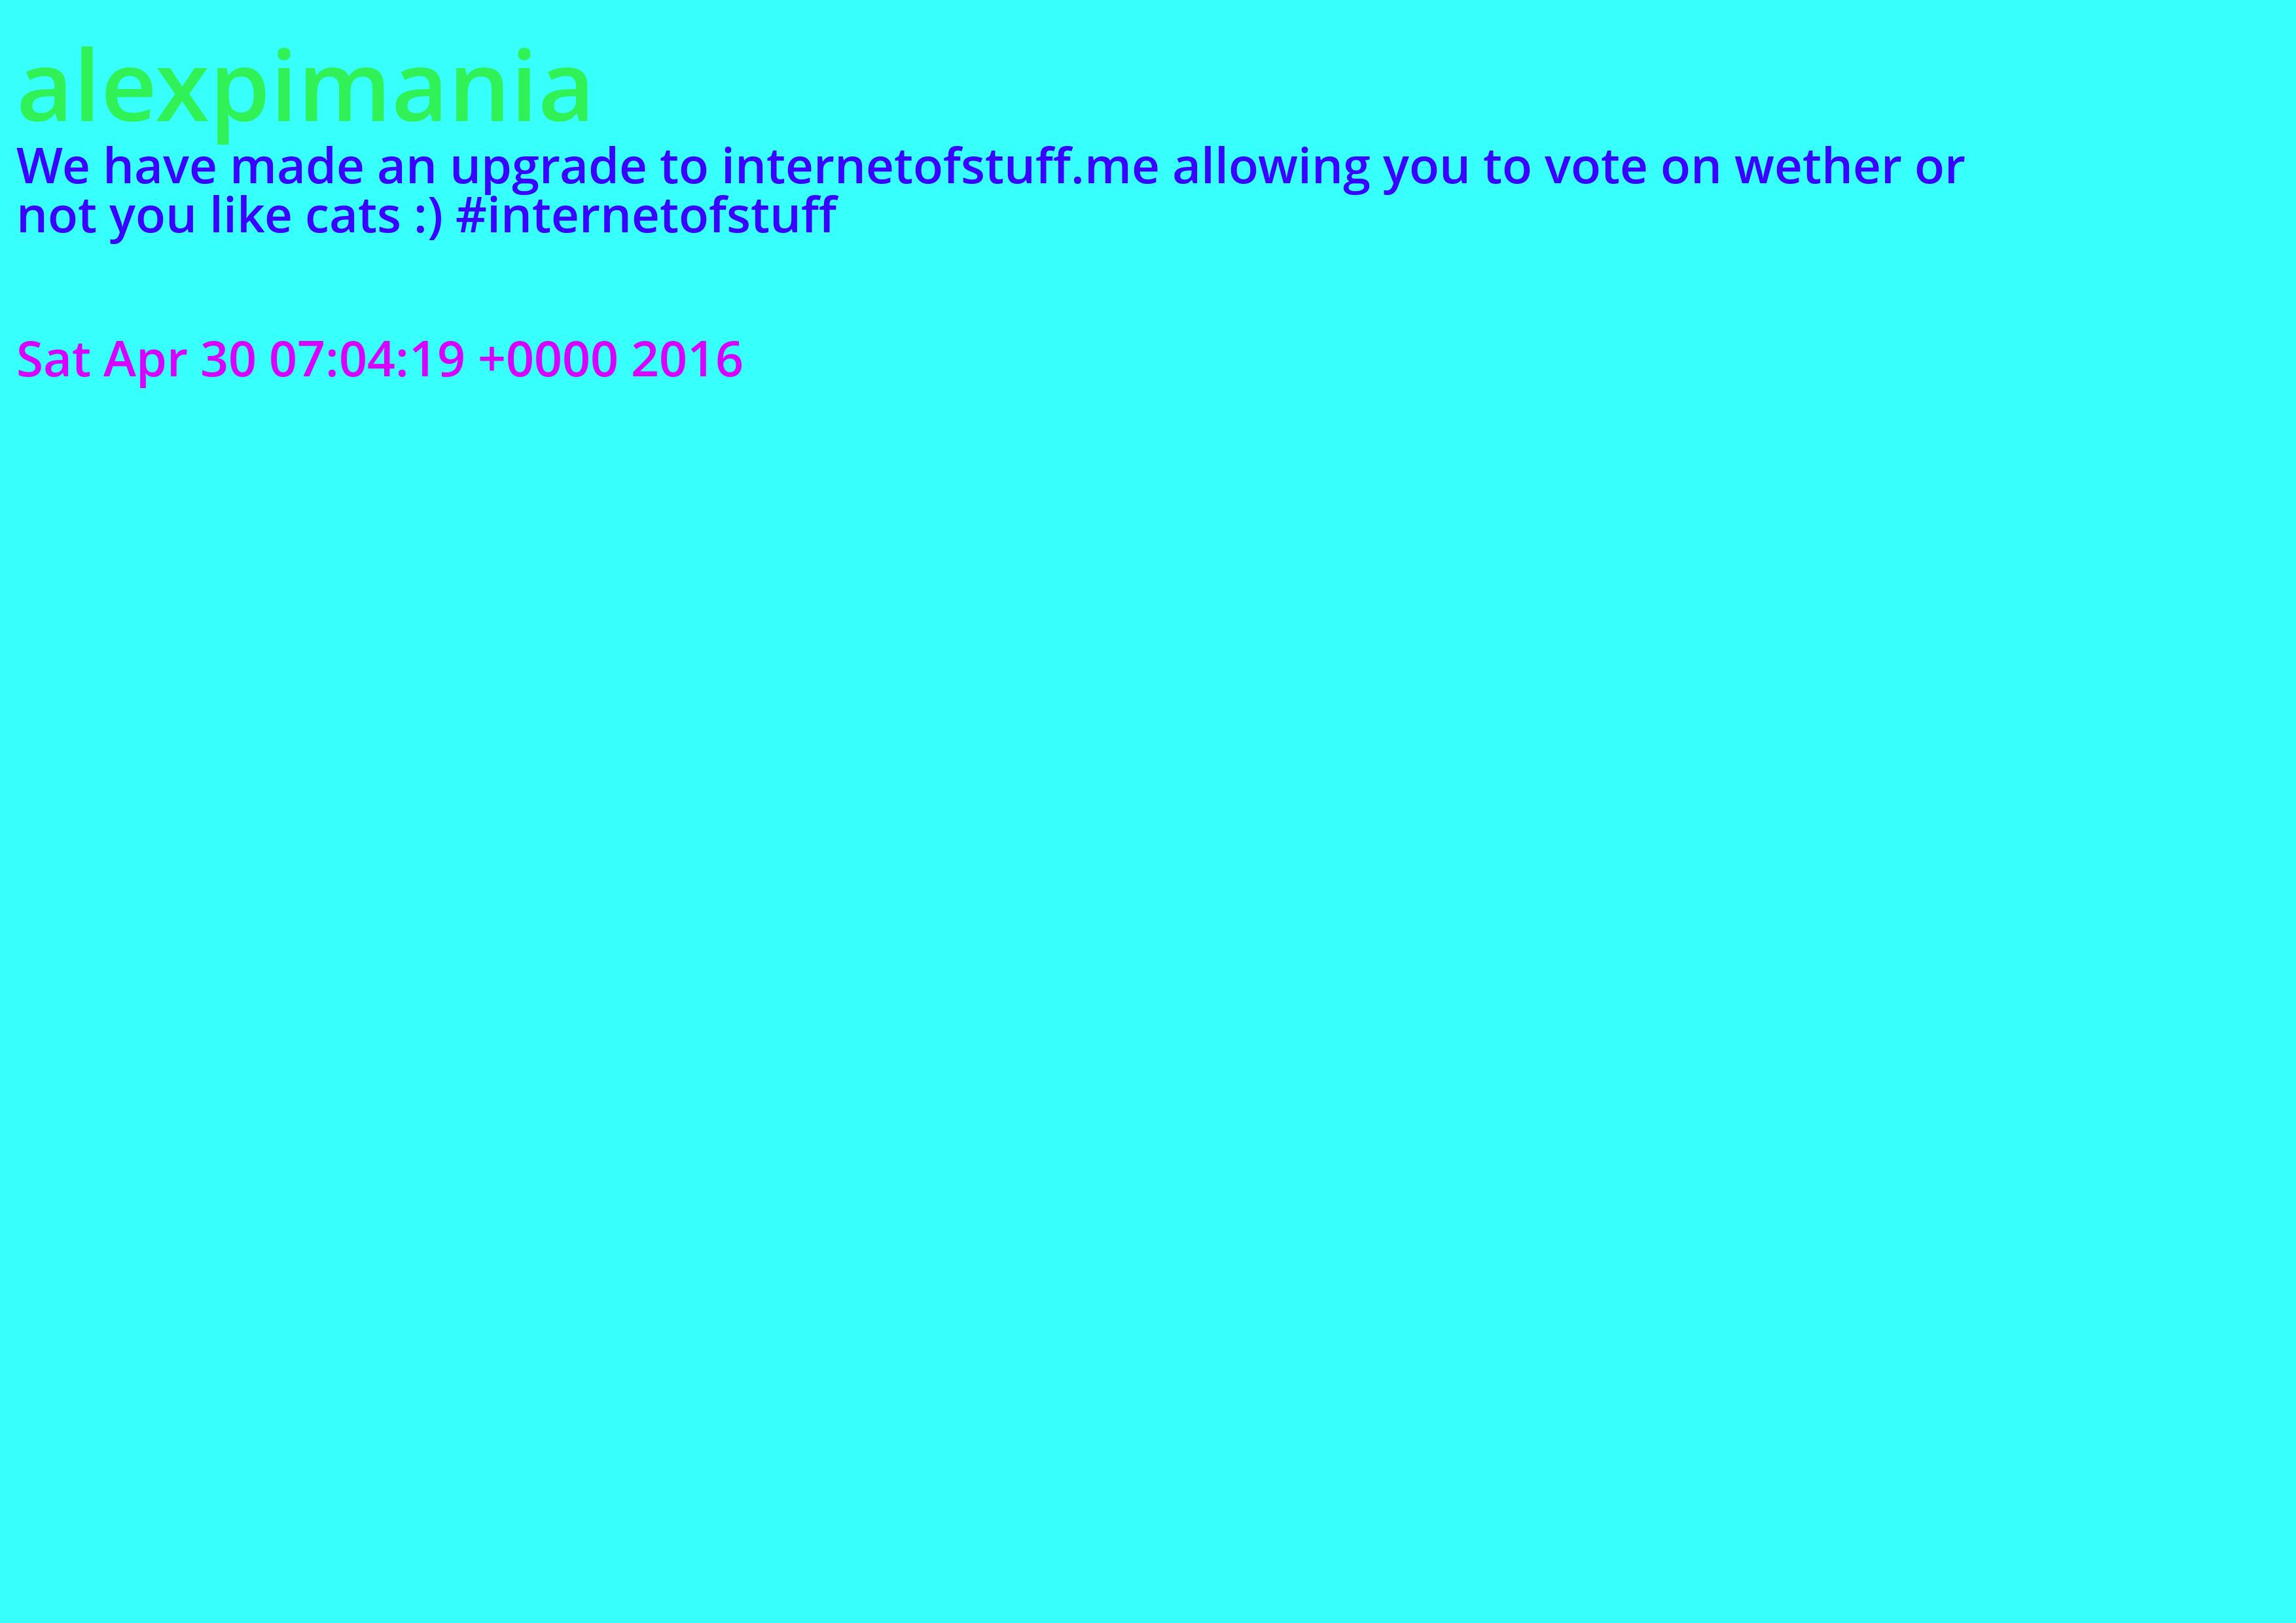 alexpimania
We have made an upgrade to internetofstuff.me allowing you to vote on wether or
not you like cats :) #internetofstuff
Sat Apr 30 07:04:19 +0000 2016